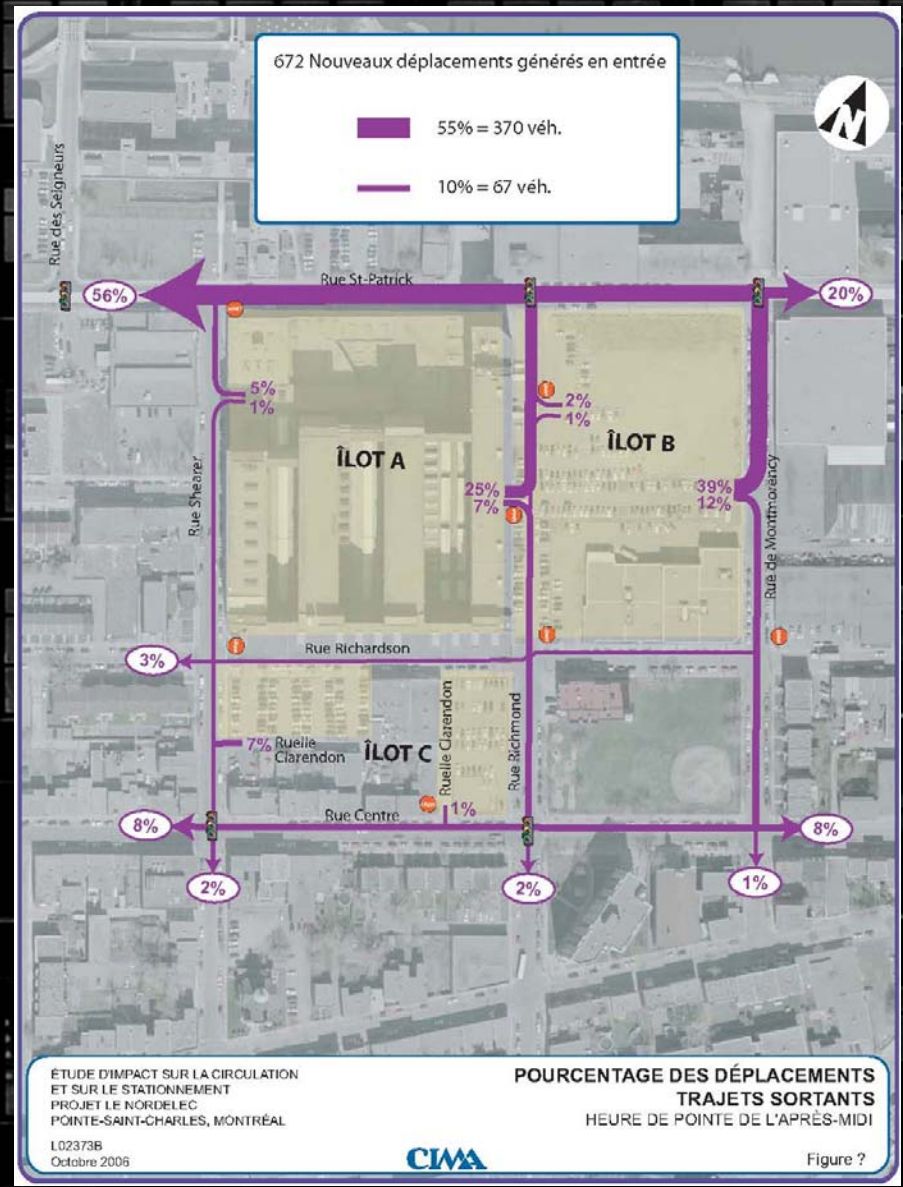 672 Nouveaux déplacements générés en entrée
55% = 370 véh.
10% = 67 véh.
N
Rue des Seigneurs
Rue St-Patrick
56%
20%
5%
1%
2%
1%
ÎLOT A
ÎLOT B
25%
7%
39%
12%
Rue Shearer
Rue de Montmorency
Rue Richardson
3%
7%
Ruelle
Clarendon
ÎLOT C
Ruelle Clarendon
Rue Richmond
1%
Rue Centre
8%
8%
2%
2%
1%
ÉTUDE D'IMPACT SUR LA CIRCULATION
ET SUR LE STATIONNEMENT
PROJET LE NORDELEC
POINTE-SAINT-CHARLES, MONTRÉAL
L02373B
Octobre 2006
CIMA
POURCENTAGE DES DÉPLACEMENTS
TRAJETS SORTANTS
HEURE DE POINTE DE L'APRÈS-MIDI
Figure ?